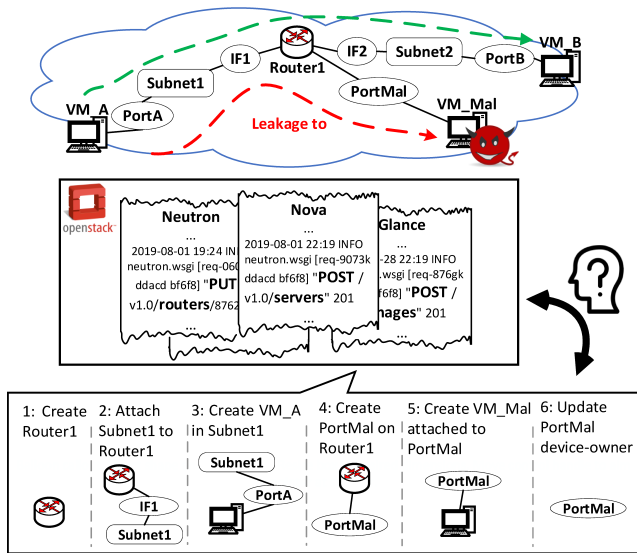 VM_B
IF1
IF2
Subnet2
PortB
Router1
Subnet1
PortMal
VM_A
PortA
VM_Mal
Leakage to
openstack™
Neutron
...
2019-08-01 19:24 IN
neutron.wsgi [req-060
ddacd bf6f8] "PUT
v1.0/routers/8762
...
Nova
...
2019-08-01 22:19 INFO
neutron.wsgi [req-9073k
ddacd bf6f8] "POST /
v1.0/servers" 201
...
Glance
...
-28 22:19 INFO
.wsgi [req-876gk
f6f8] "POST /
nages" 201
...
?
1: Create
Router1
2: Attach
Subnet1 to
Router1
IF1
Subnet1
3: Create VM_A
in Subnet1
Subnet1
PortA
4: Create
PortMal on
Router1
PortMal
5: Create VM_Mal
attached to
PortMal
PortMal
6: Update
PortMal
device-owner
PortMal